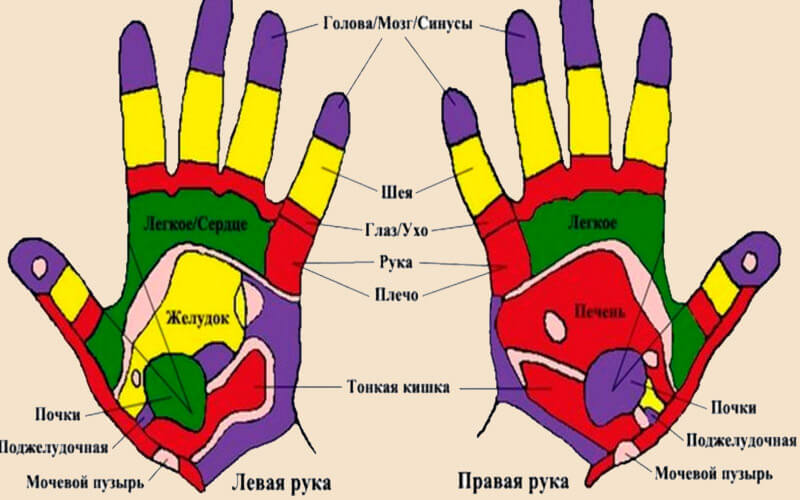 Голова/Мозг/Синусы
Шея
Легкое/Сердце
Глаз/Ухо
Легкое
Рука
Плечо
Желудок
Печень
Тонкая кишка
Почки
Почки
Поджелудочная
Поджелудочная
Мочевой пузырь
Мочевой пузырь
Левая рука
Правая рука